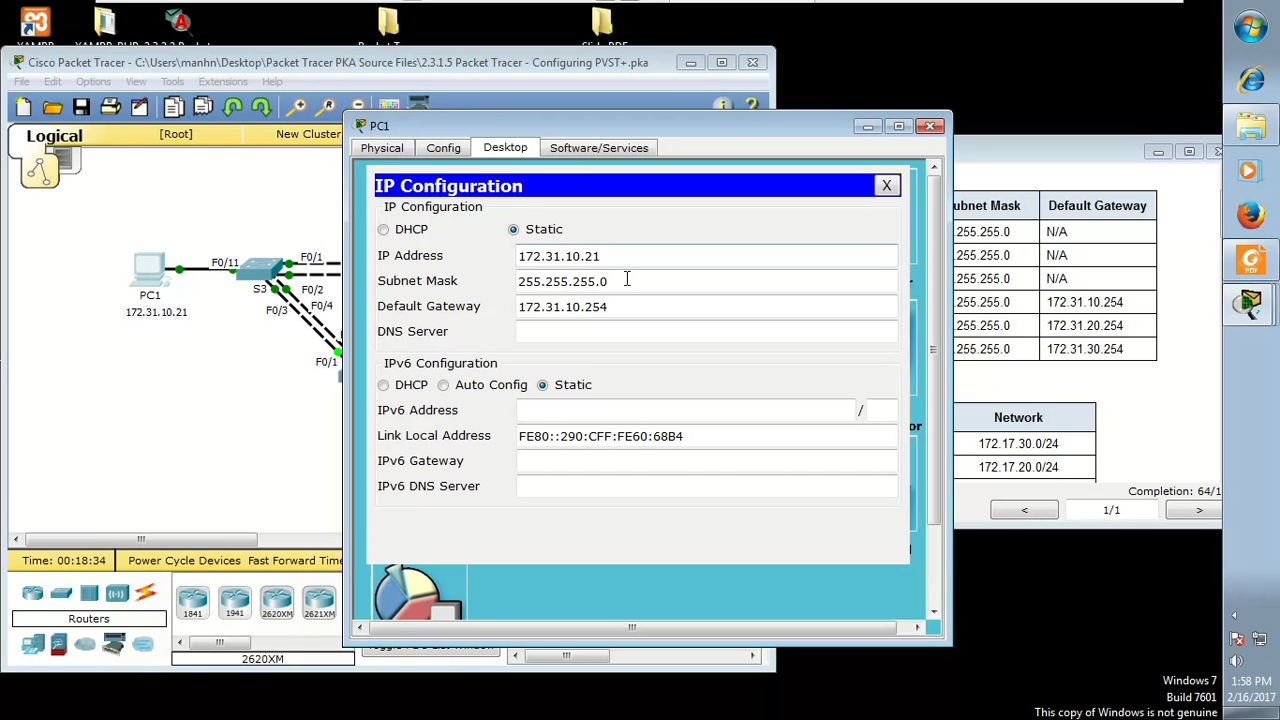 Cisco Packet Tracer - C:\Users\manhn\Desktop\Packet Tracer PKA Source Files\2.3.1.5 Packet Tracer - Configuring PVST+.pka
File Edit Options View Tools Extensions Help
Logical
[Root]
New Cluster
PC1
Physical Config Desktop Software/Services
IP Configuration
X
IP Configuration
DHCP Static
IP Address 172.31.10.21
Subnet Mask 255.255.255.0
Default Gateway 172.31.10.254
DNS Server
IPv6 Configuration
DHCP Auto Config Static
IPv6 Address /
Link Local Address FE80::290:CFF:FE60:68B4
IPv6 Gateway
IPv6 DNS Server
F0/11
F0/1
PC1
S3
F0/2
172.31.10.21
F0/3
F0/4
F0/1
ubnet Mask Default Gateway
.255.255.0 N/A
.255.255.0 N/A
.255.255.0 N/A
.255.255.0 172.31.10.254
.255.255.0 172.31.20.254
.255.255.0 172.31.30.254
Network
172.17.30.0/24
172.17.20.0/24
Completion: 64/1
< 1/1 >
Time: 00:18:34 Power Cycle Devices Fast Forward Time
1841 1941 2620XM 2621XM
Routers
2620XM
PDF
Windows 7
Build 7601
This copy of Windows is not genuine
1:58 PM
2/16/2017